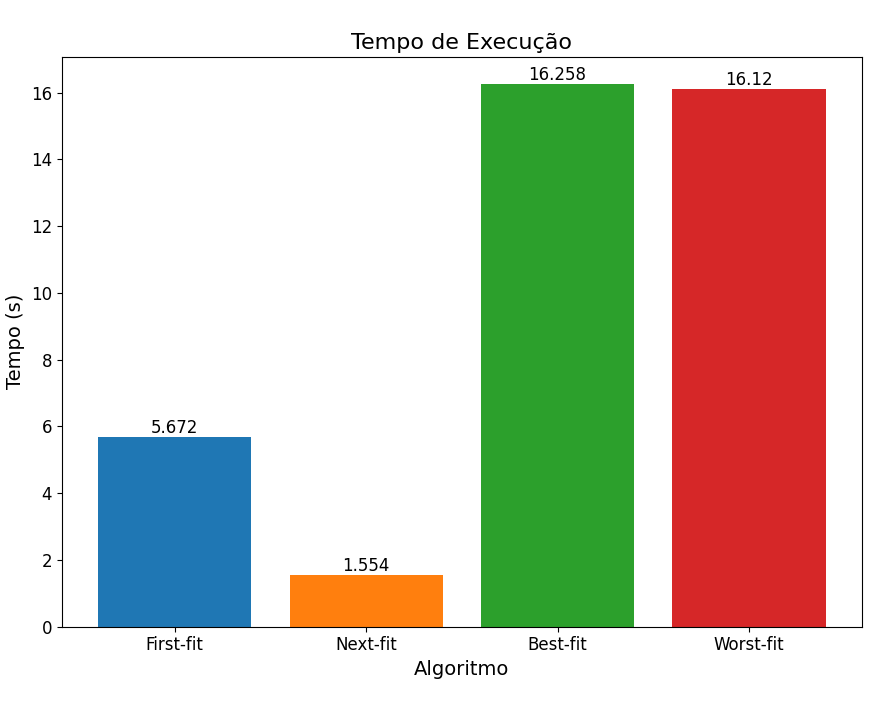 Tempo de Execução
16.258
16.12
16
14
12
10
8
6
4
2
0
5.672
1.554
Tempo (s)
First-fit
Next-fit
Best-fit
Worst-fit
Algoritmo